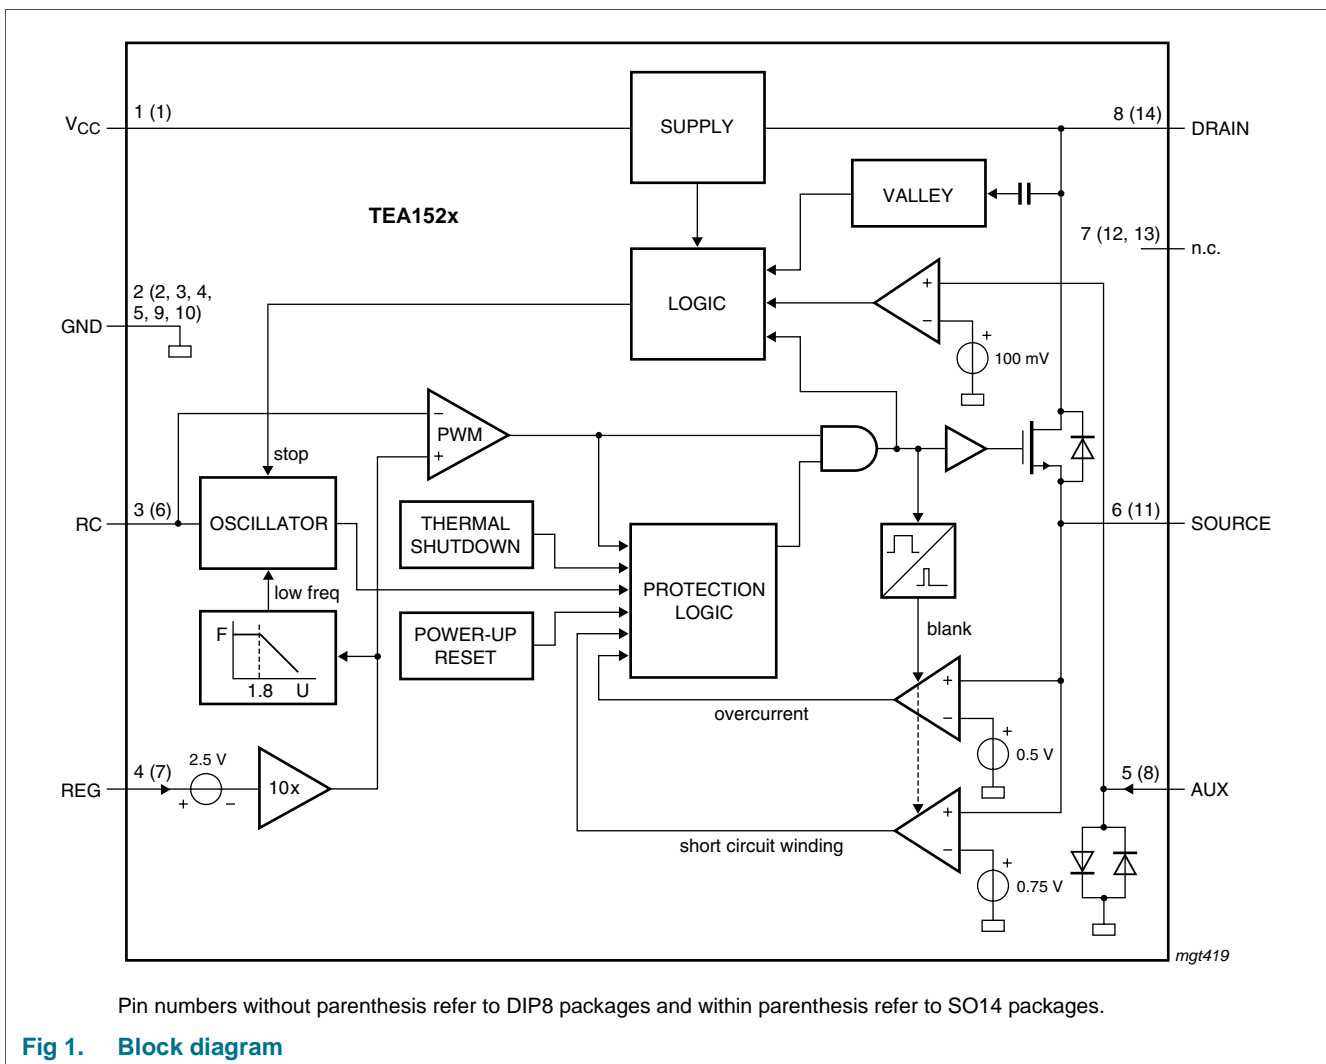 VCC
1 (1)
SUPPLY
8 (14)
DRAIN
VALLEY
TEA152x
7 (12, 13)
n.c.
2 (2, 3, 4,
5, 9, 10)
GND
LOGIC
+
−
+
100 mV
−
PWM
+
stop
RC
3 (6)
OSCILLATOR
THERMAL
SHUTDOWN
6 (11)
SOURCE
low freq
PROTECTION
LOGIC
F
1.8
U
POWER-UP
RESET
blank
+
−
overcurrent
+
0.5 V
REG
4 (7)
2.5 V
+
−
10x
5 (8)
AUX
+
−
short circuit winding
+
0.75 V
mgt419
Pin numbers without parenthesis refer to DIP8 packages and within parenthesis refer to SO14 packages.
Fig 1. Block diagram